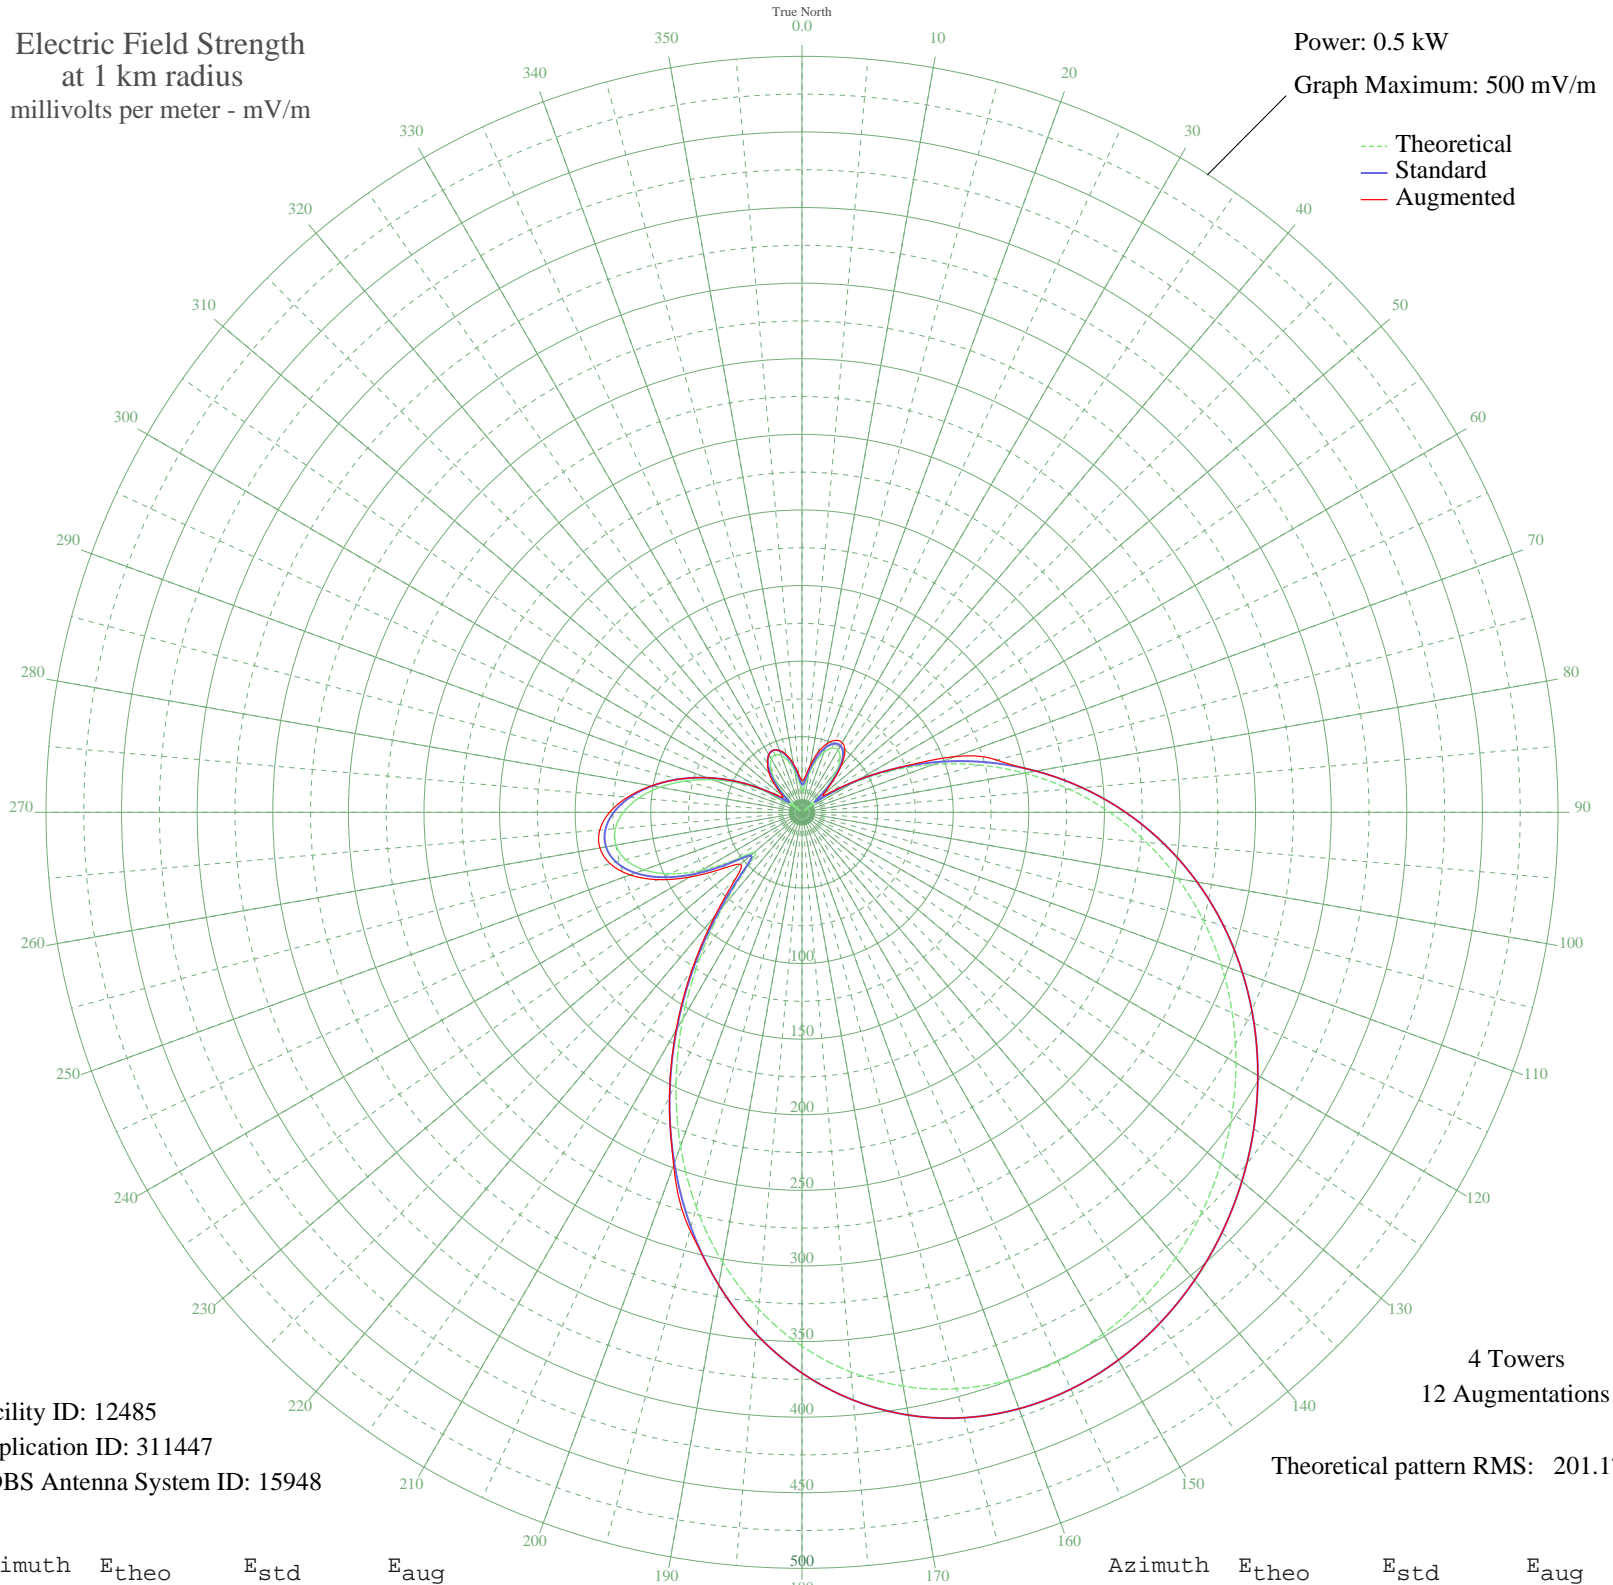 True North
0.0
Electric Field Strength
at 1 km radius
millivolts per meter - mV/m
Power: 0.5 kW
Graph Maximum: 500 mV/m
Theoretical
Standard
Augmented
10
20
30
40
50
60
70
80
90
100
110
120
130
140
150
160
170
190
200
210
220
230
240
250
260
270
280
290
300
310
320
330
340
350
100
150
200
250
300
350
400
450
500
4 Towers
12 Augmentations
Theoretical pattern RMS: 201.1
cility ID: 12485
plication ID: 311447
DBS Antenna System ID: 15948
imuth Etheo Estd Eaug
Azimuth Etheo Estd Eaug